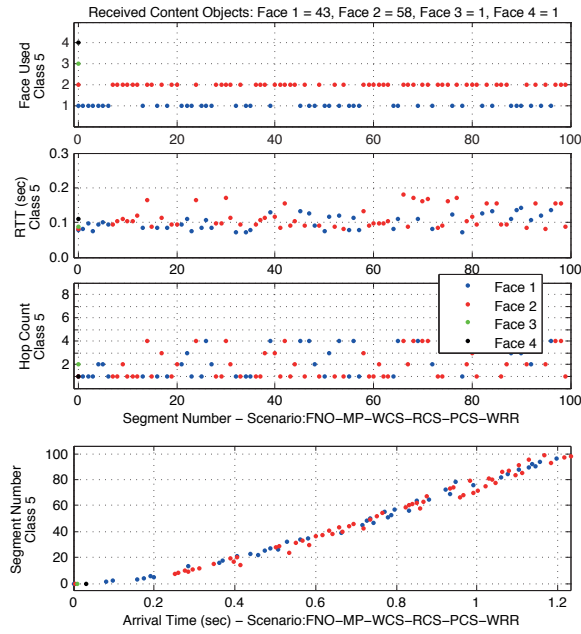 Received Content Objects: Face 1 = 43, Face 2 = 58, Face 3 = 1, Face 4 = 1
Face Used
Class 5
4
3
2
1
0 20 40 60 80 100
RTT (sec)
Class 5
0.3
0.2
0.1
0.0
0 20 40 60 80 100
Hop Count
Class 5
8
6
4
2
Face 1
Face 2
Face 3
Face 4
0 20 40 60 80 100
Segment Number − Scenario:FNO−MP−WCS−RCS−PCS−WRR
Segment Number
Class 5
100
80
60
40
20
0
0 0.2 0.4 0.6 0.8 1 1.2
Arrival Time (sec) − Scenario:FNO−MP−WCS−RCS−PCS−WRR